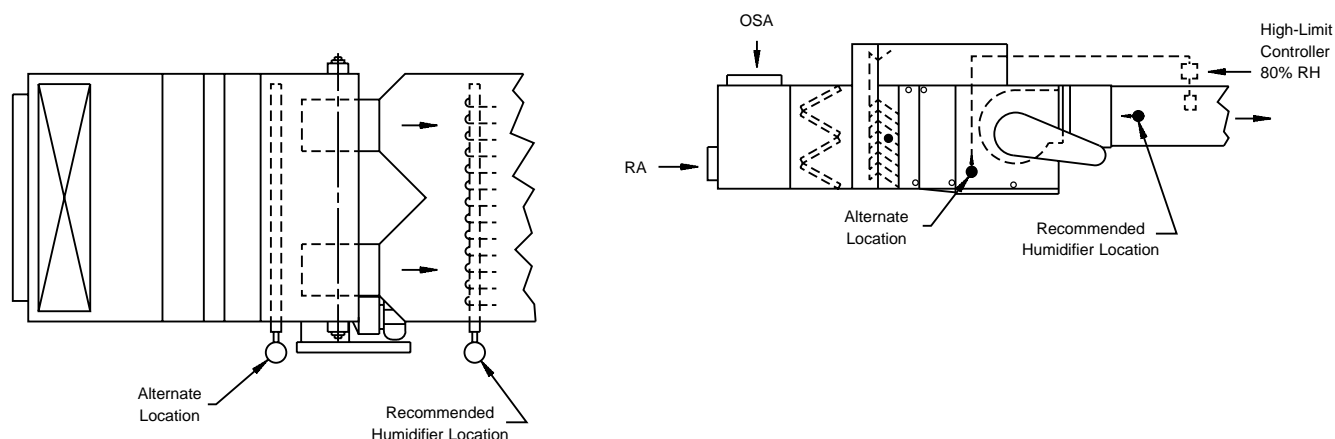 Alternate
Location
Recommended
Humidifier Location
OSA
High-Limit
Controller
80% RH
RA
Alternate
Location
Recommended
Humidifier Location